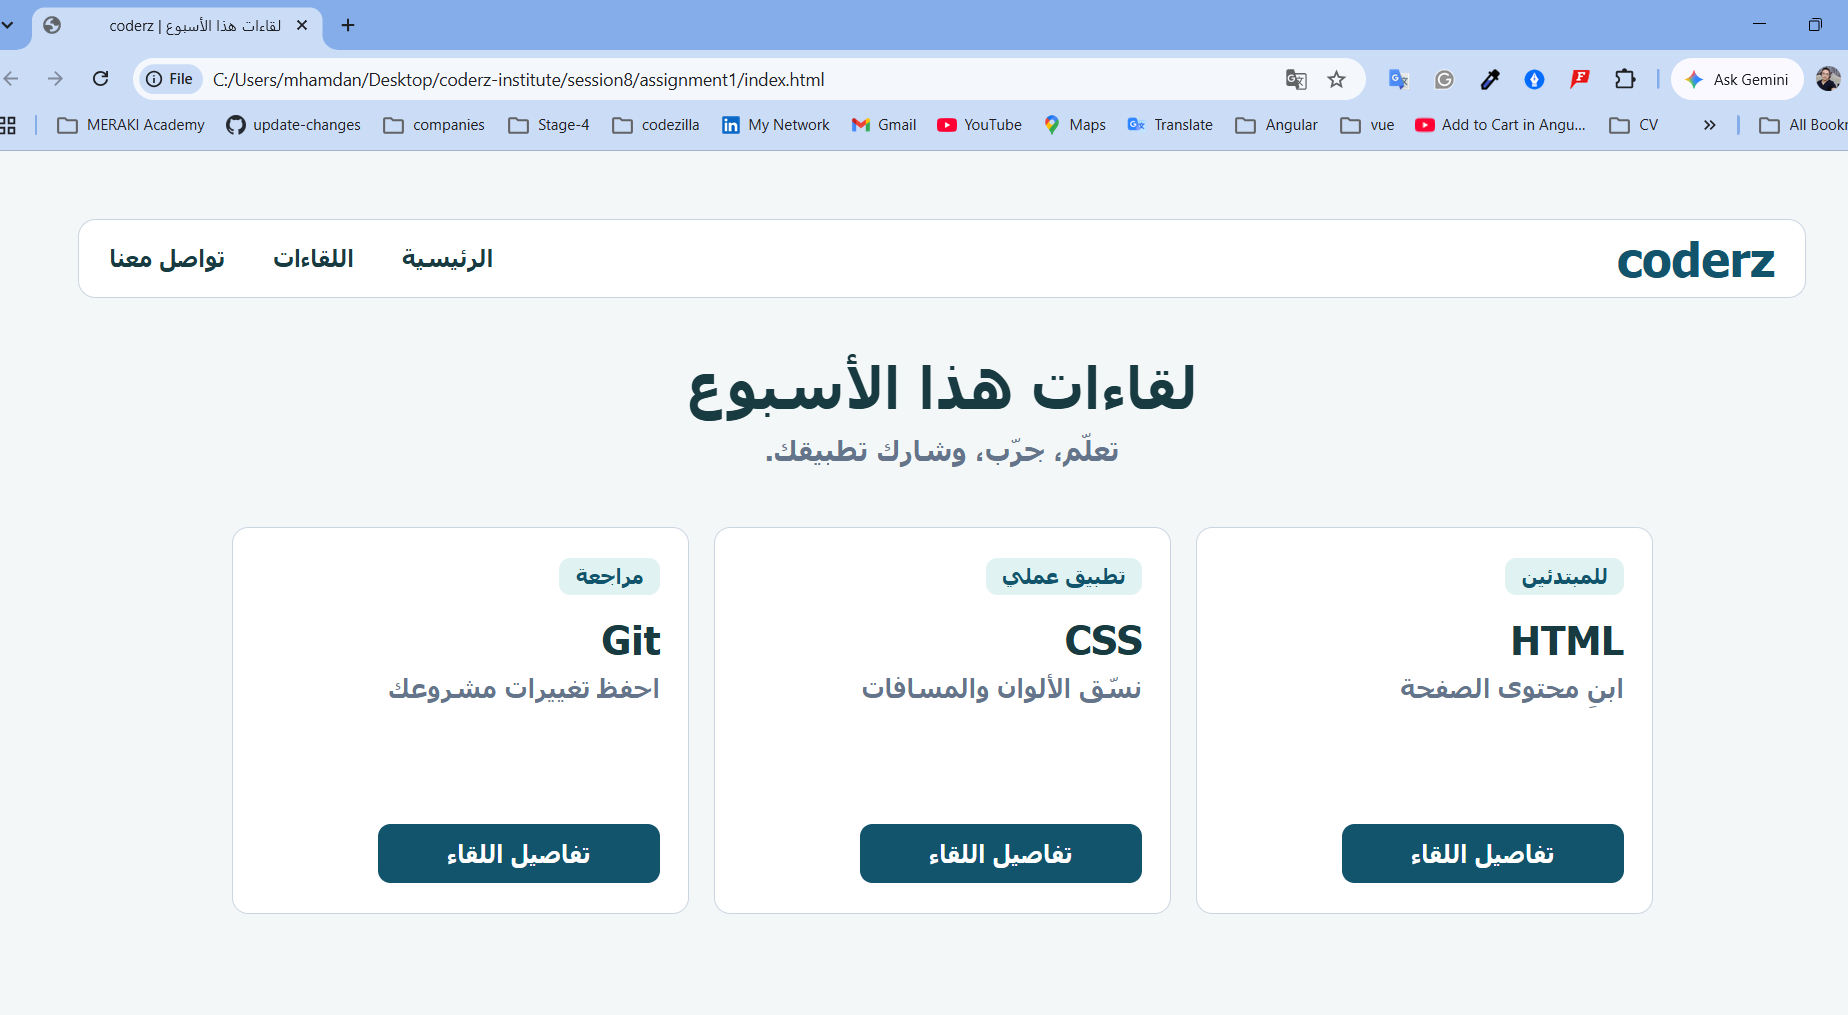 لقاءات هذا الأسبوع | coderz
File C:/Users/mhamdan/Desktop/coderz-institute/session8/assignment1/index.html
Ask Gemini
MERAKI Academy update-changes companies Stage-4 codezilla My Network Gmail YouTube Maps Translate Angular vue Add to Cart in Angu... CV » All Bookr
coderz الرئيسية اللقاءات تواصل معنا
لقاءات هذا الأسبوع
تعلّم، جرّب، وشارك تطبيقك.
للمبتدئين
HTML
ابنِ محتوى الصفحة
تفاصيل اللقاء
تطبيق عملي
CSS
نسّق الألوان والمسافات
تفاصيل اللقاء
مراجعة
Git
احفظ تغييرات مشروعك
تفاصيل اللقاء